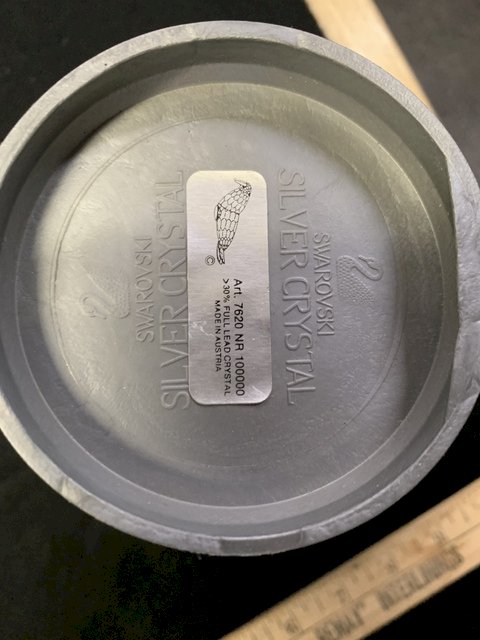 SWAROVSKI
SILVER CRYSTAL
©
Art. 7620 NR 100000
>30% FULL LEAD CRYSTAL
MADE IN AUSTRIA
SWAROVSKI
SILVER CRYSTAL